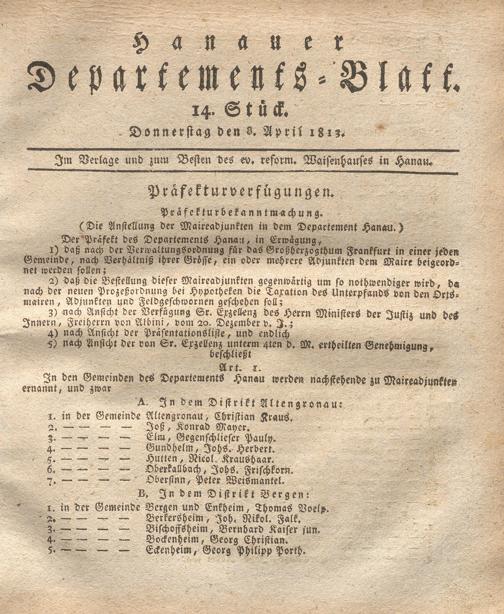 Hanauer
Departements-Blatt.
14. Stück.
Donnerstag den 8. April 1813.
Im Verlage und zum Besten des ev. reform. Waisenhauses in Hanau.
Präfekturverfügungen.
Präfekturbekanntmachung.
(Die Anstellung der Maireadjunkten in dem Departement Hanau.)
Der Präfekt des Departements Hanau, in Erwägung,
1) daß nach der Verwaltungsordnung für das Großherzogthum Frankfurt in einer jeden
Gemeinde, nach Verhältniß ihrer Grösse, ein oder mehrere Adjunkten dem Maire beigeord-
net werden sollen;
2) daß die Bestellung dieser Maireadjunkten gegenwärtig um so nothwendiger wird, da
nach der neuen Prozeßordnung bei Hypotheken die Taxation des Unterpfands von den Orts-
mairen, Adjunkten und Feldgeschwornen geschehen soll;
3) nach Ansicht der Verfügung Sr. Exzellenz des Herrn Ministers der Justiz und des
Innern, Freiherrn von Albini, vom 20. Dezember v. J.;
4) nach Ansicht der Präsentationsliste, und endlich
5) nach Ansicht der von Sr. Exzellenz unterm 4ten d. M. ertheilten Genehmigung,
beschließt
Art. 1.
In den Gemeinden des Departements Hanau werden nachstehende zu Maireadjunkten
ernannt, und zwar
A. In dem Distrikt Altengronau:
1. in der Gemeinde Altengronau, Christian Kraus.
2. — — — — Joß, Konrad Mayer.
3. — — — — Elm, Gegenschließer Pauly.
4. — — — — Gundhelm, Johs. Herbert.
5. — — — — Hutten, Nicol. Kraushaar.
6. — — — — Oberkallbach, Johs. Frischkorn.
7. — — — — Obersinn, Peter Weismantel.
B. In dem Distrikt Bergen:
1. in der Gemeinde Bergen und Enkheim, Thomas Voelp.
2. — — — — Berkersheim, Joh. Nikol. Falk.
3. — — — — Bischoffsheim, Bernhard Kaiser jun.
4. — — — — Bockenheim, Georg Christian.
5. — — — — Eckenheim, Georg Philipp Porth.